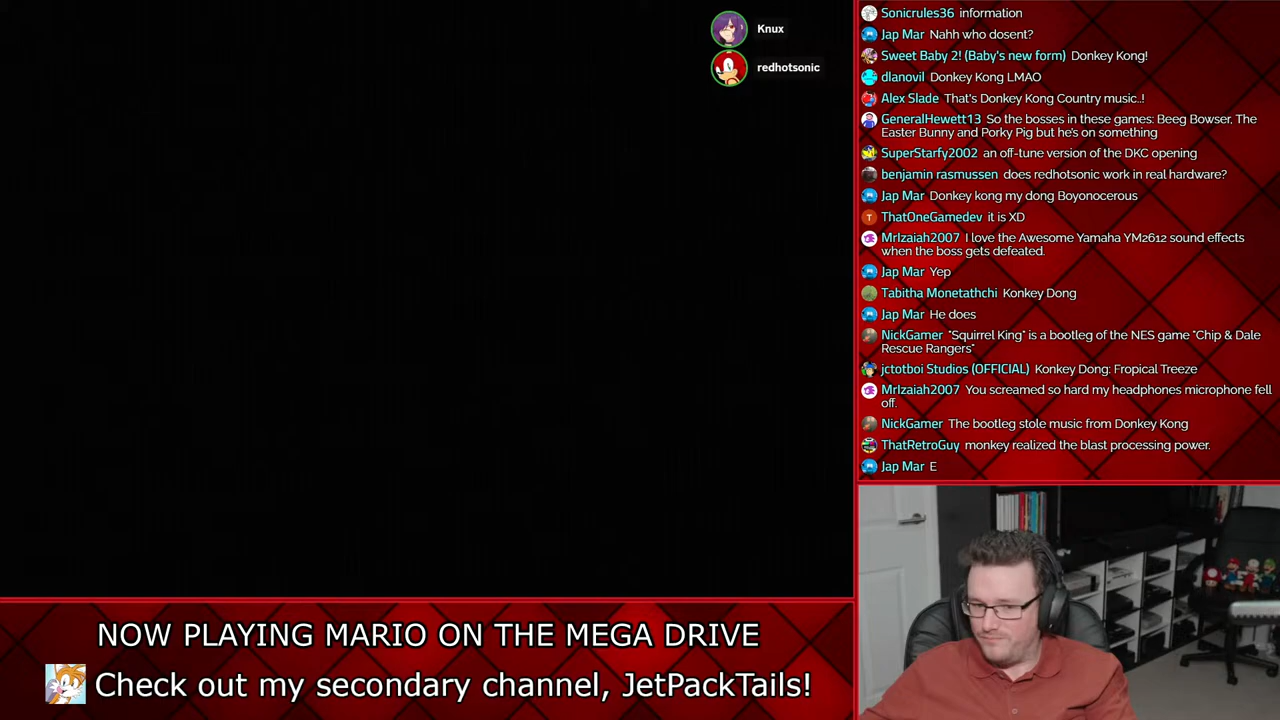 Knux
redhotsonic
Sonicrules36 information
Jap Mar Nahh who dosent?
Sweet Baby 2! (Baby's new form) Donkey Kong!
dlanovil Donkey Kong LMAO
Alex Slade That's Donkey Kong Country music..!
GeneralHewett13 So the bosses in these games: Beeg Bowser, The
Easter Bunny and Porky Pig but he's on something
SuperStarfy2002 an off-tune version of the DKC opening
benjamin rasmussen does redhotsonic work in real hardware?
Jap Mar Donkey kong my dong Boyonocerous
T ThatOneGamedev it is XD
MrIzaiah2007 I love the Awesome Yamaha YM2612 sound effects
when the boss gets defeated.
Jap Mar Yep
Tabitha Monetathchi Konkey Dong
Jap Mar He does
NickGamer "Squirrel King" is a bootleg of the NES game "Chip & Dale
Rescue Rangers"
jctotboi Studios (OFFICIAL) Konkey Dong: Fropical Treeze
MrIzaiah2007 You screamed so hard my headphones microphone fell
off.
NickGamer The bootleg stole music from Donkey Kong
ThatRetroGuy monkey realized the blast processing power.
Jap Mar E
NOW PLAYING MARIO ON THE MEGA DRIVE
Check out my secondary channel, JetPackTails!